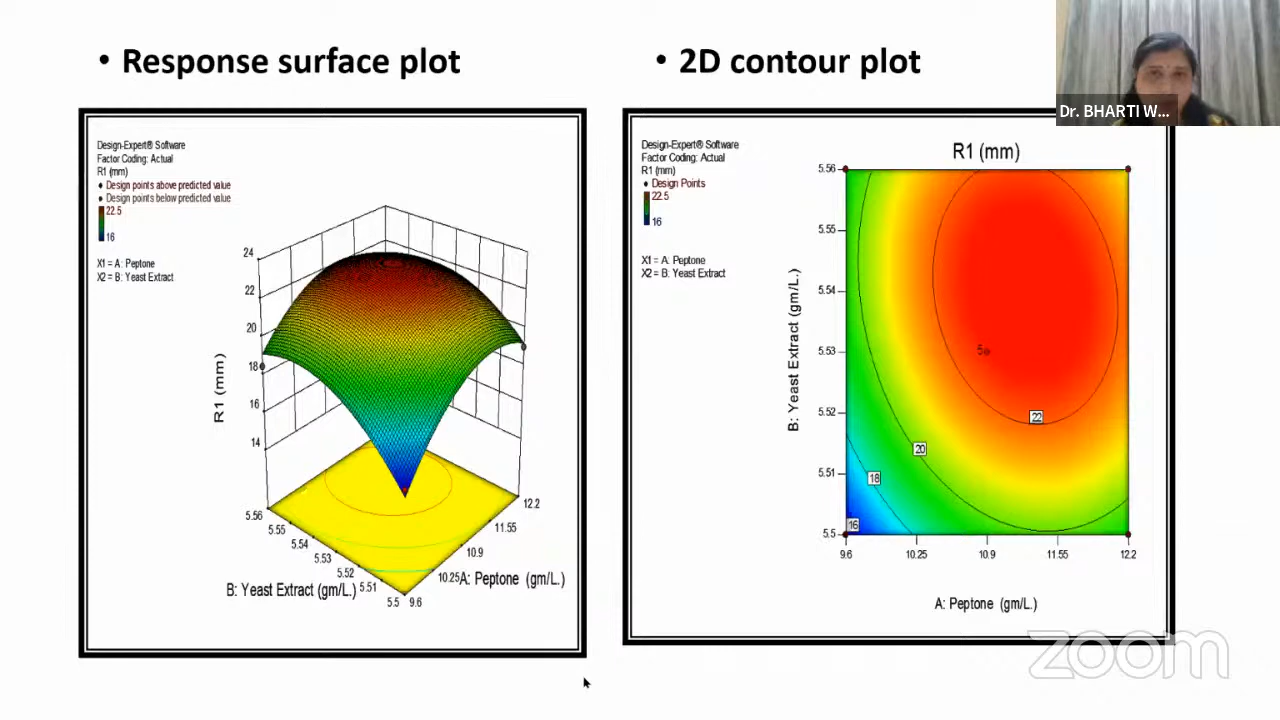 • Response surface plot
• 2D contour plot
Dr. BHARTI W...
Design-Expert® Software
Factor Coding: Actual
R1 (mm)
Design points above predicted value
Design points below predicted value
22.5
16
X1 = A: Peptone
X2 = B: Yeast Extract
24
22
20
18
16
14
R1 (mm)
5.56
5.55
5.54
5.53
5.52
5.51
5.5
B: Yeast Extract (gm/L.)
9.6
10.25
10.9
11.55
12.2
A: Peptone (gm/L.)
Design-Expert® Software
Factor Coding: Actual
R1 (mm)
Design Points
22.5
16
X1 = A: Peptone
X2 = B: Yeast Extract
R1 (mm)
5.56
5.55
5.54
5.53
5.52
5.51
5.5
B: Yeast Extract (gm/L.)
5
22
20
18
16
9.6
10.25
10.9
11.55
12.2
A: Peptone (gm/L.)
zoom